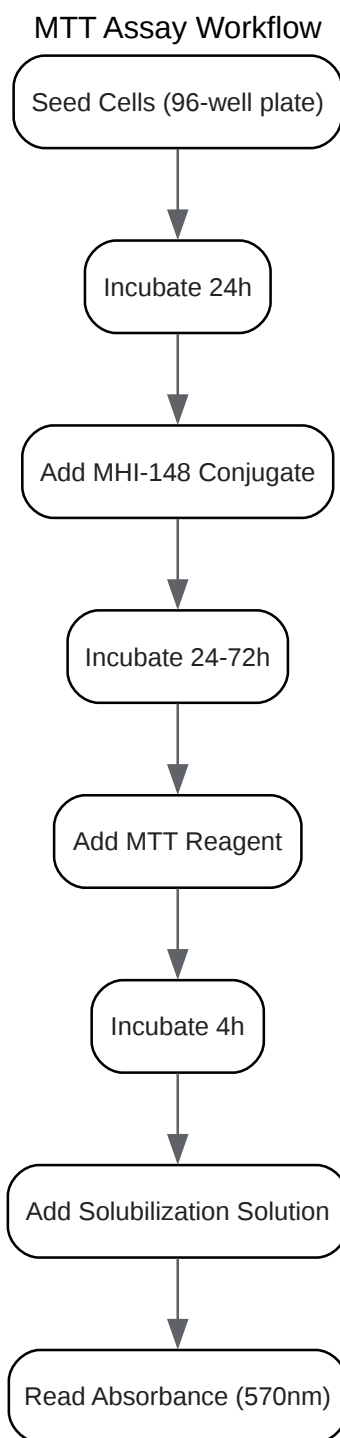 MTT Assay Workflow
Seed Cells (96-well plate)
Incubate 24h
Add MHI-148 Conjugate
Incubate 24-72h
Add MTT Reagent
Incubate 4h
Add Solubilization Solution
Read Absorbance (570nm)